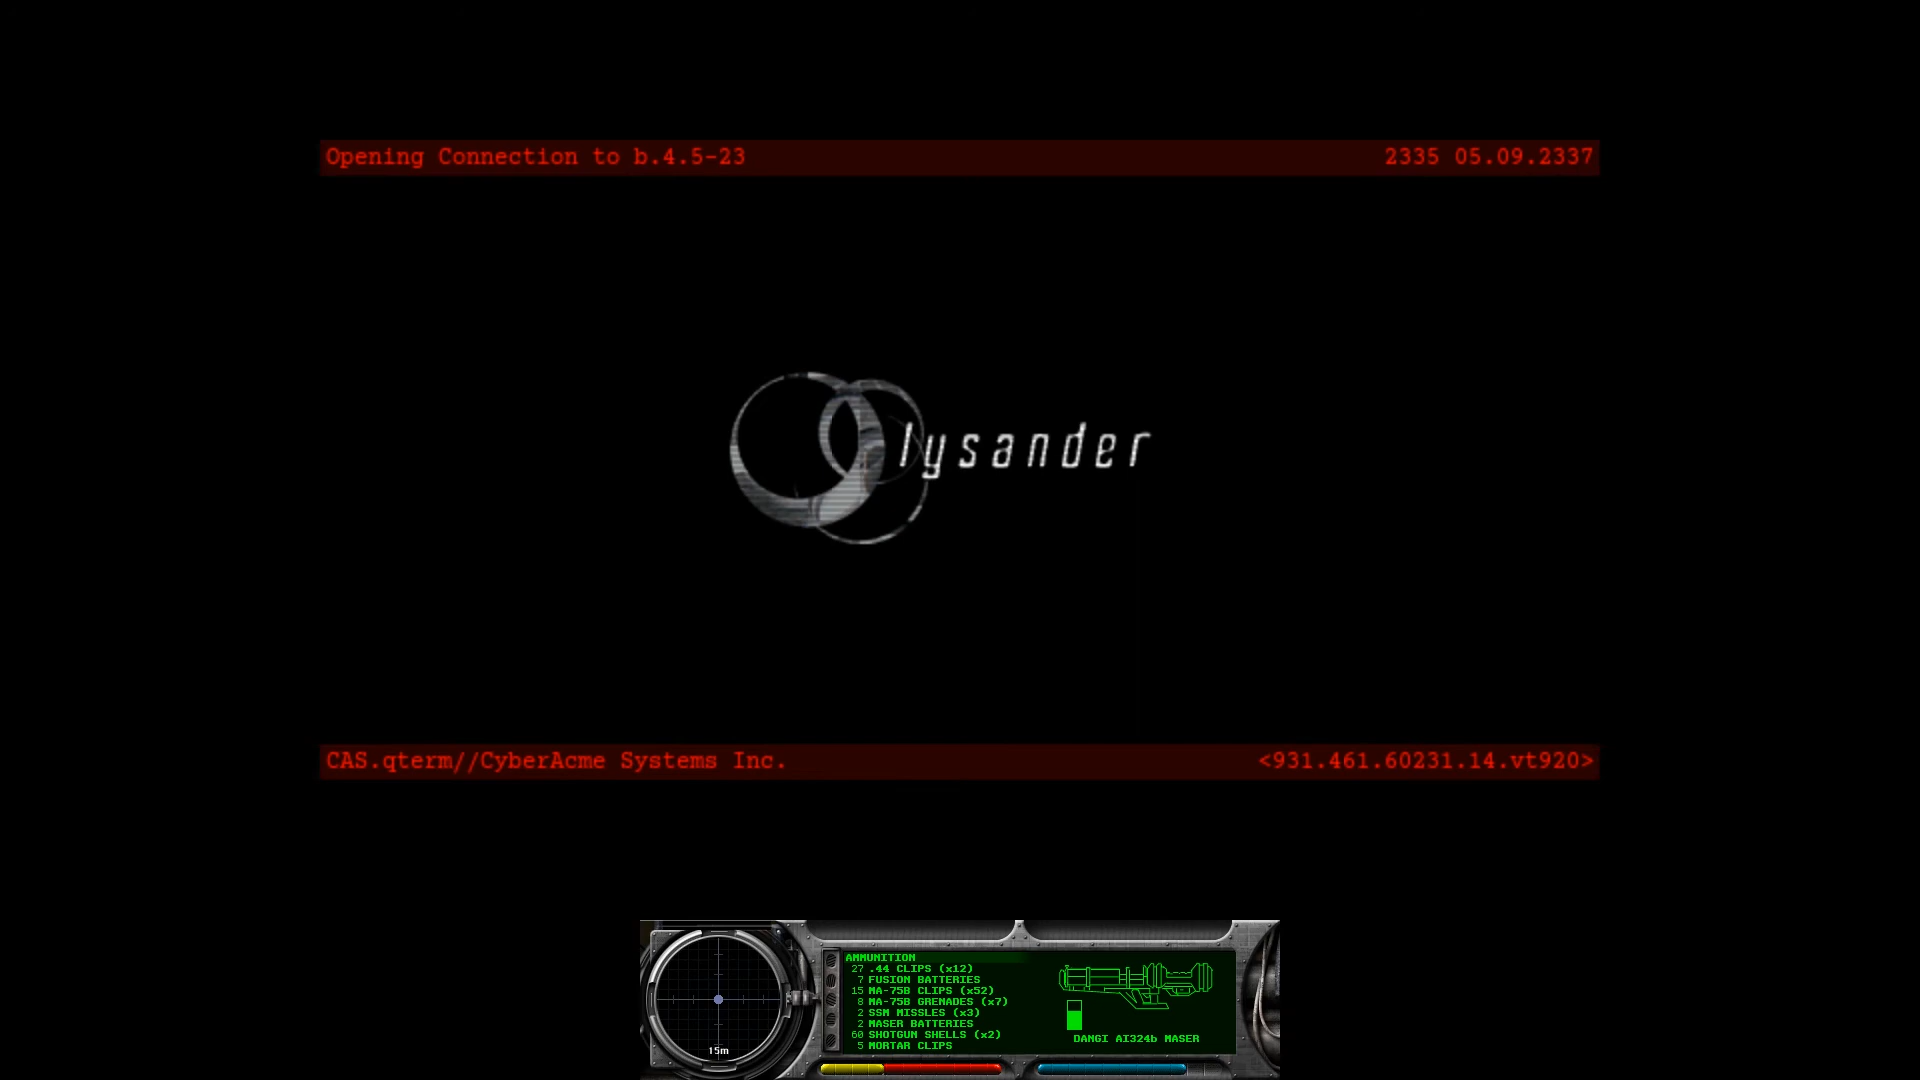 Opening Connection to b.4.5-23 2335 05.09.2337
lysander
CAS.qterm//CyberAcme Systems Inc. <931.461.60231.14.vt920>
AMMUNITION
27 .44 CLIPS (x12)
7 FUSION BATTERIES
15 MA-75B CLIPS (x52)
8 MA-75B GRENADES (x7)
2 SSM MISSLES (x3)
2 MASER BATTERIES
60 SHOTGUN SHELLS (x2)
5 MORTAR CLIPS
DANGI AI324b MASER
15m